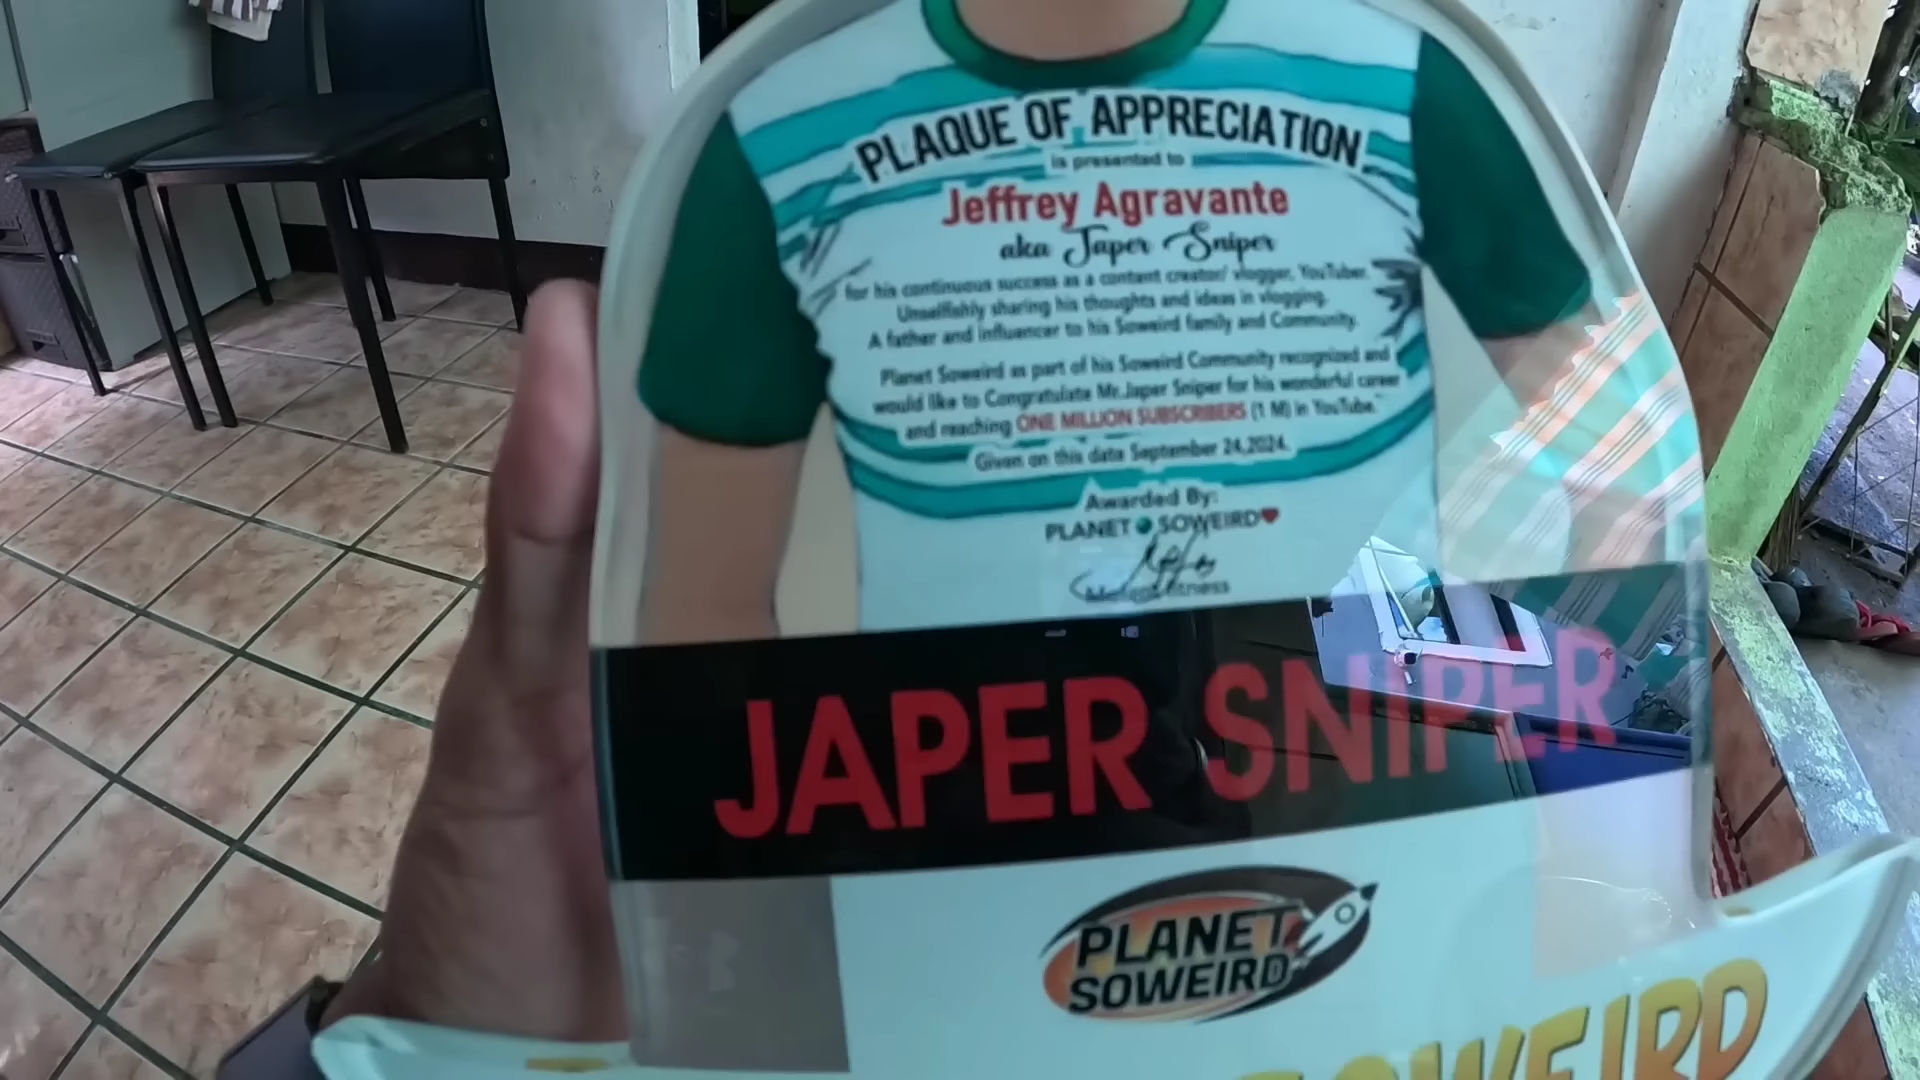 PLAQUE OF APPRECIATION
is presented to
Jeffrey Agravante
aka Japer Sniper
for his continuous success as a content creator/ vlogger, YouTuber.
Unselfishly sharing his thoughts and ideas in vlogging.
A father and influencer to his Soweird family and Community.
Planet Soweird as part of his Soweird Community recognized and
would like to Congratulate Mr.Japer Sniper for his wonderful career
and reaching ONE MILLION SUBSCRIBERS (1 M) in YouTube."
Given on this date September 24,2024.
Awarded By:
PLANET SOWEIRD
JAPER SNIPER
PLANET
SOWEIRD
SOWEIRD